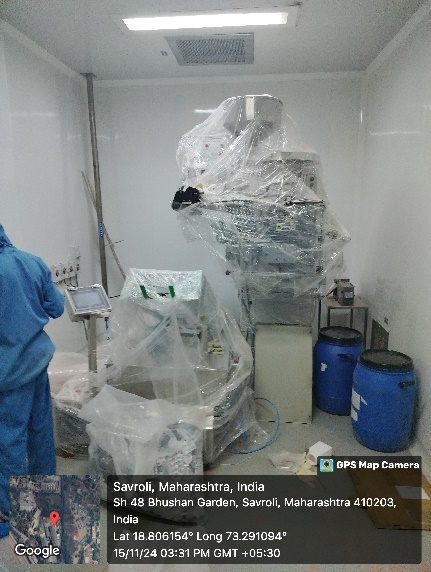 GPS Map Camera
Savroli, Maharashtra, India
Sh 48 Bhushan Garden, Savroli, Maharashtra 410203,
India
Lat 18.806154° Long 73.291094°
15/11/24 03:31 PM GMT +05:30
Google